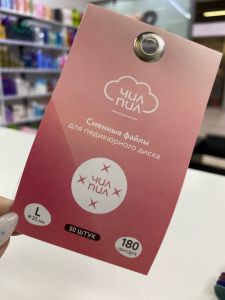 ЧИЛ
ПИЛ
Сменные файлы
для педикюрного диска
ЧИЛ
ПИЛ
L
50 ШТУК
180